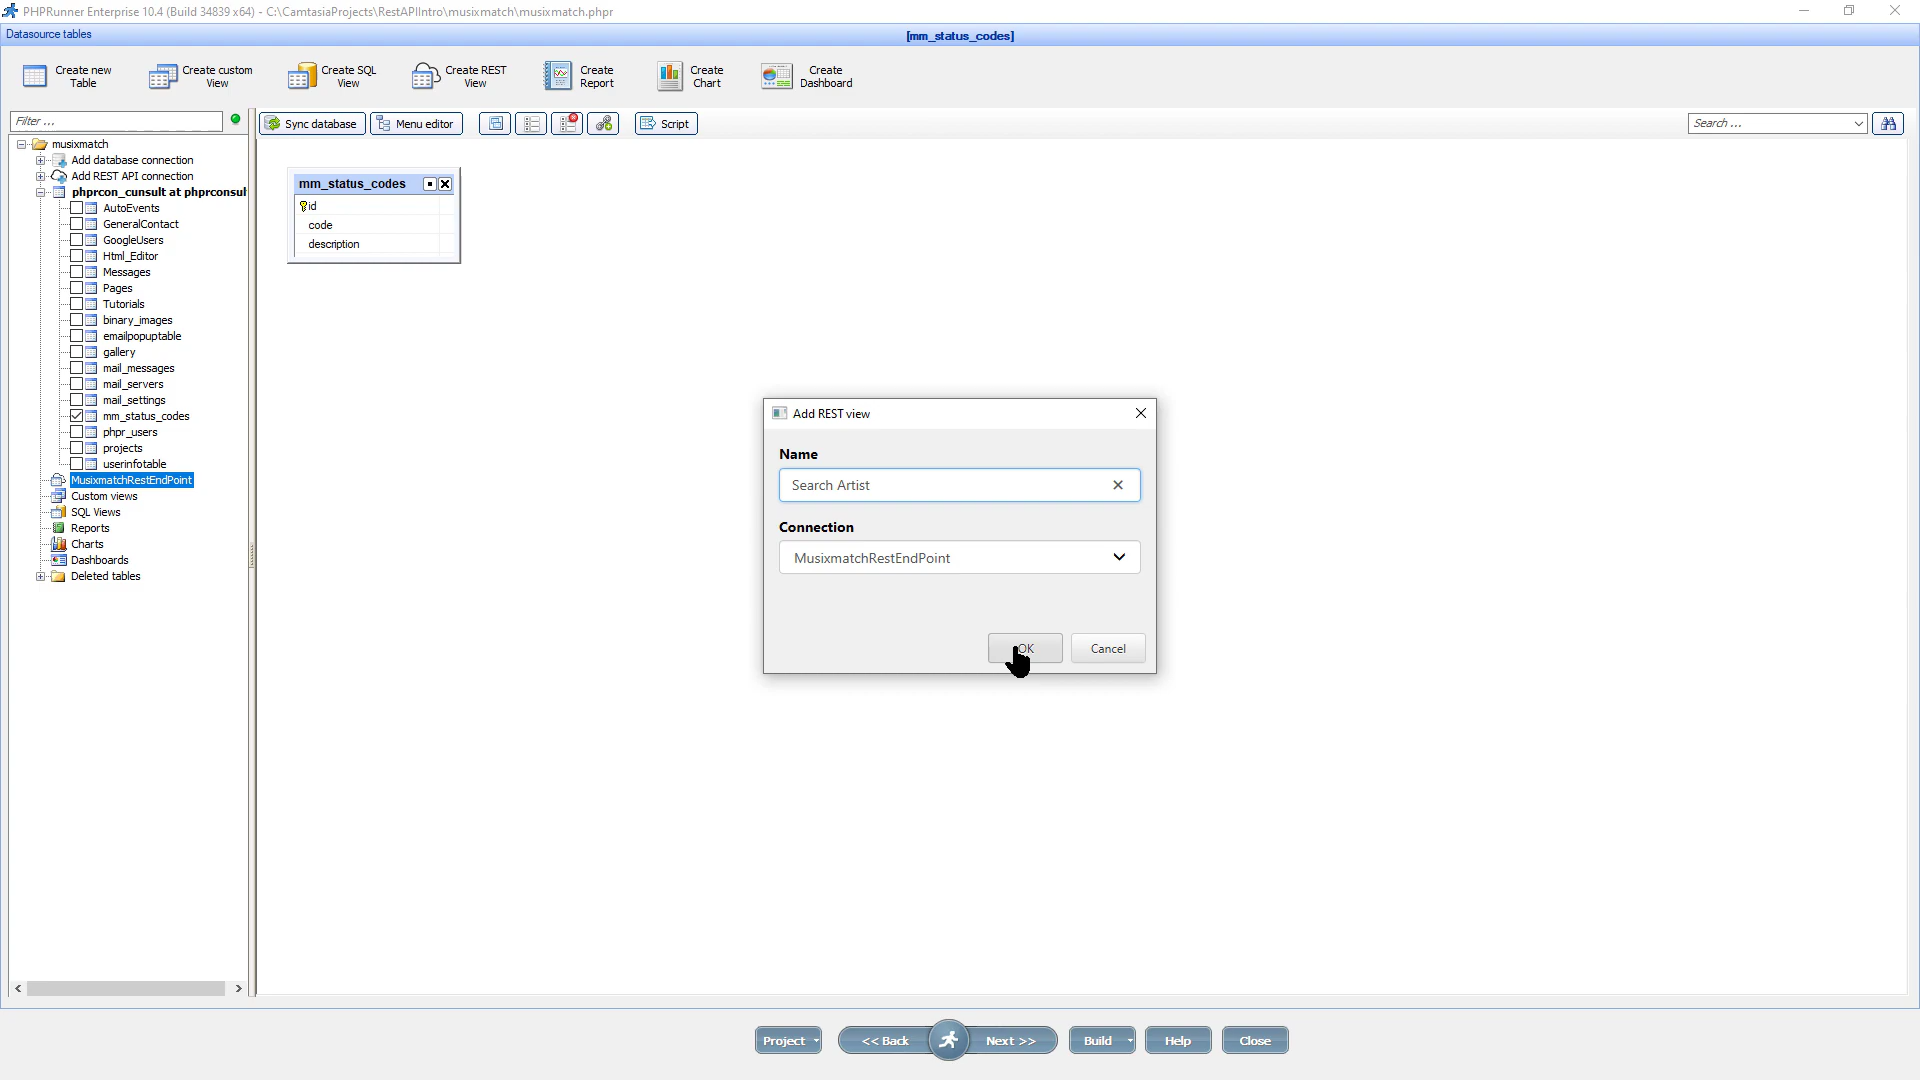 PHPRunner Enterprise 10.4 (Build 34839 x64) - C:\CamtasiaProjects\RestAPIIntro\musixmatch\musixmatch.phpr
Datasource tables
[mm_status_codes]
Create new Table
Create custom View
Create SQL View
Create REST View
Create Report
Create Chart
Create Dashboard
Filter ...
Sync database
Menu editor
Script
Search ...
musixmatch
Add database connection
Add REST API connection
phprcon_cunsult at phprconsul
AutoEvents
GeneralContact
GoogleUsers
Html_Editor
Messages
Pages
Tutorials
binary_images
emailpopuptable
gallery
mail_messages
mail_servers
mail_settings
mm_status_codes
phpr_users
projects
userinfotable
MusixmatchRestEndPoint
Custom views
SQL Views
Reports
Charts
Dashboards
Deleted tables
mm_status_codes
id
code
description
Add REST view
Name
Search Artist
Connection
MusixmatchRestEndPoint
OK
Cancel
Project
<< Back
Next >>
Build
Help
Close